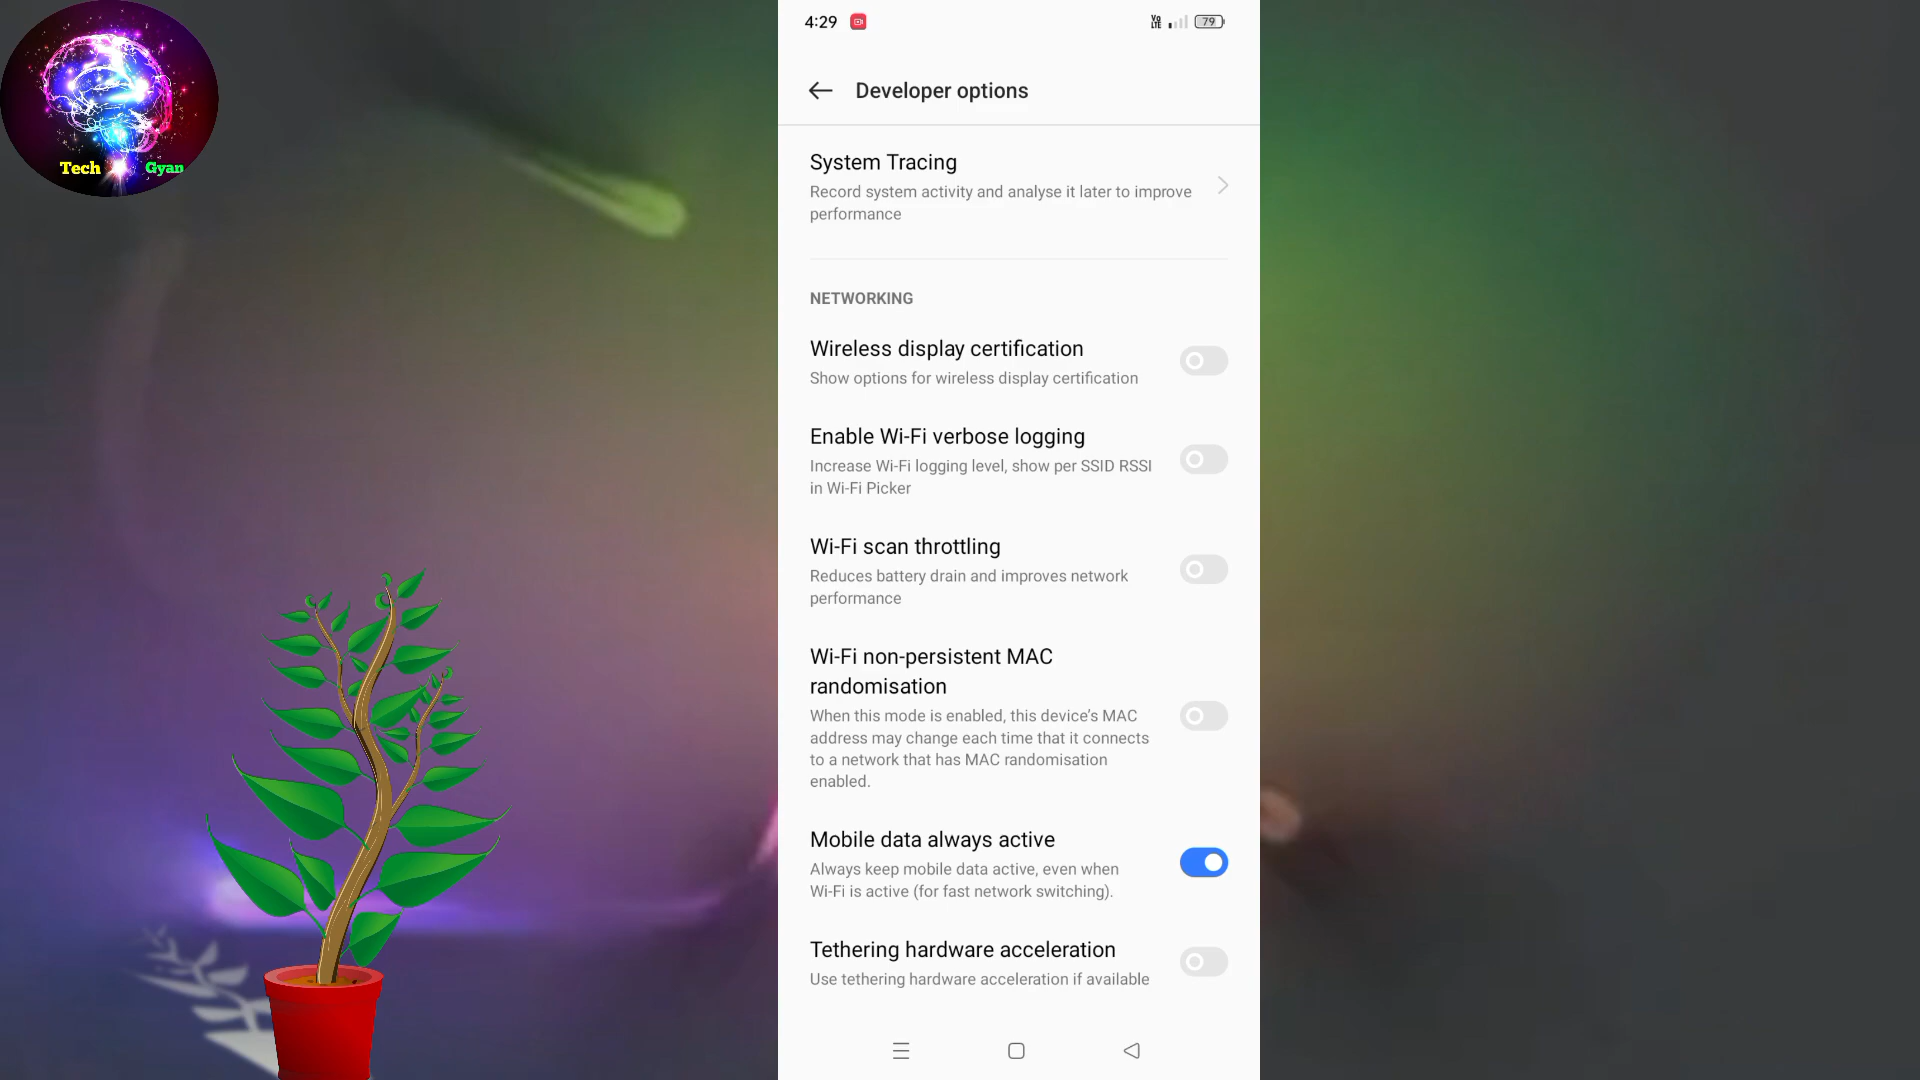 Tech Gyan
4:29
Vo
LTE
79
Developer options
System Tracing
Record system activity and analyse it later to improve
performance
NETWORKING
Wireless display certification
Show options for wireless display certification
Enable Wi-Fi verbose logging
Increase Wi-Fi logging level, show per SSID RSSI
in Wi-Fi Picker
Wi-Fi scan throttling
Reduces battery drain and improves network
performance
Wi-Fi non-persistent MAC
randomisation
When this mode is enabled, this device's MAC
address may change each time that it connects
to a network that has MAC randomisation
enabled.
Mobile data always active
Always keep mobile data active, even when
Wi-Fi is active (for fast network switching).
Tethering hardware acceleration
Use tethering hardware acceleration if available